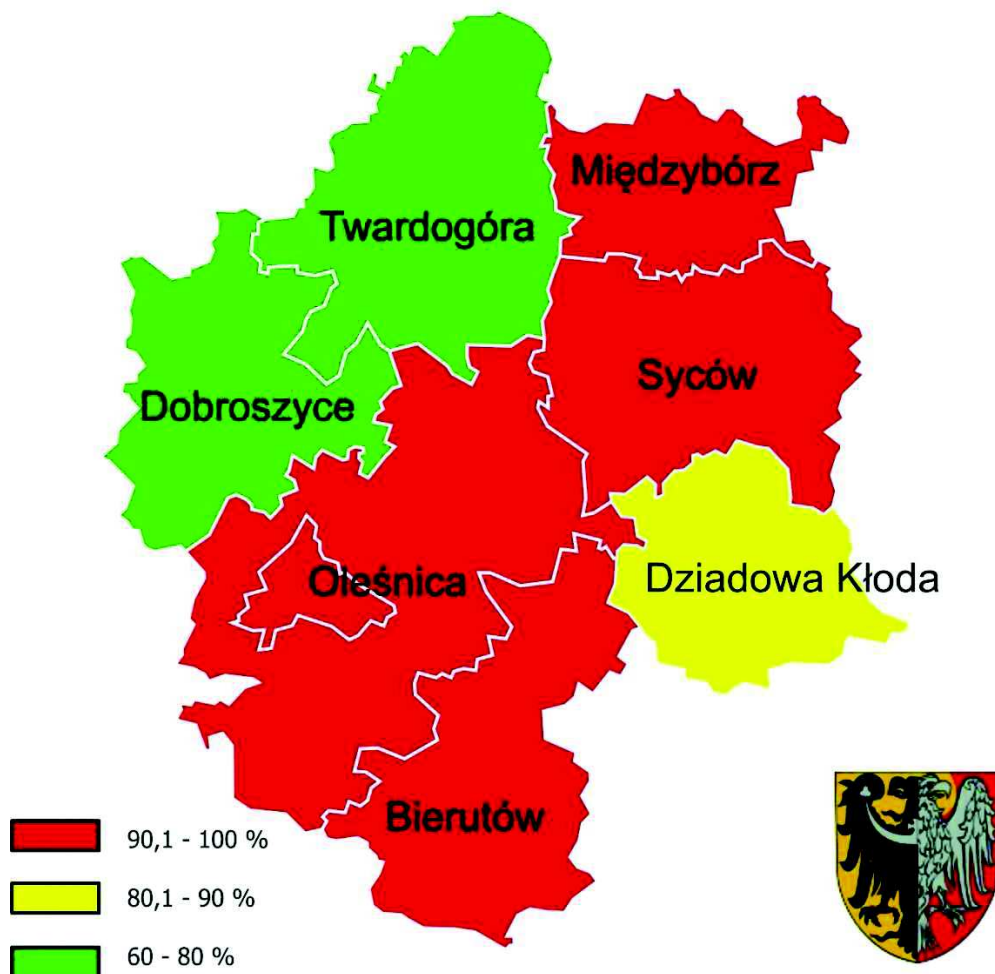 Międzybórz
Twardogóra
Syców
Dobroszyce
Oleśnica
Dziadowa Kłoda
Bierutów
90,1 - 100 %
80,1 - 90 %
60 - 80 %